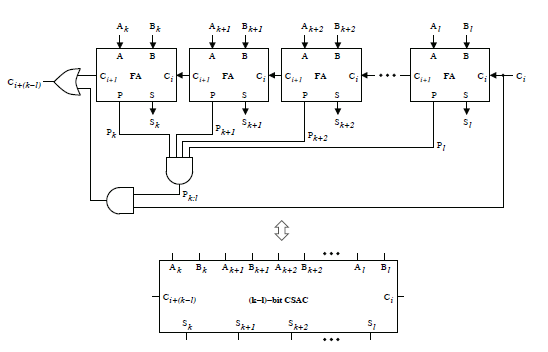 Ak Bk Ak+1 Bk+1 Ak+2 Bk+2 Al Bl
A B A B A B A B
Ci+(k−l) Ci+1 FA Ci Ci+1 FA Ci Ci+1 FA Ci ••• Ci+1 FA Ci Ci
P S P S P S P S
Sk Sk+1 Sk+2 Sl
Pk Pk+1 Pk+2 Pl
Pk:l
•••
Ak Bk Ak+1 Bk+1 Ak+2 Bk+2 Al Bl
Ci+(k−l) (k−l)−bit CSAC Ci
Sk Sk+1 Sk+2 Sl
•••